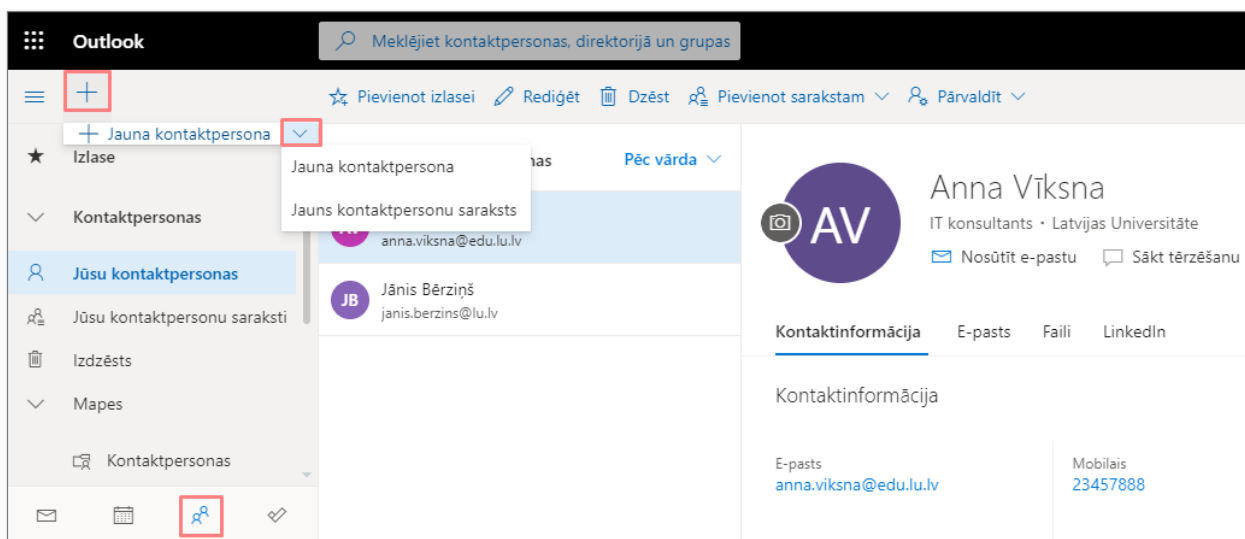 Outlook
Meklējiet kontaktpersonas, direktorijā un grupas
Pievienot izlasei Rediģēt Dzēst Pievienot sarakstam Pārvaldīt
Jauna kontaktpersona
Jauna kontaktpersona
Jauns kontaktpersonu saraksts
Izlase
Kontaktpersonas
Jūsu kontaktpersonas
Jūsu kontaktpersonu saraksti
Izdzēsts
Mapes
Kontaktpersonas
Pēc vārda
anna.viksna@edu.lu.lv
JB
Jānis Bērziņš
janis.berzins@lu.lv
AV
Anna Vīksna
IT konsultants · Latvijas Universitāte
Nosūtīt e-pastu Sākt tērzēšanu
Kontaktinformācija E-pasts Faili LinkedIn
Kontaktinformācija
E-pasts
anna.viksna@edu.lu.lv
Mobilais
23457888